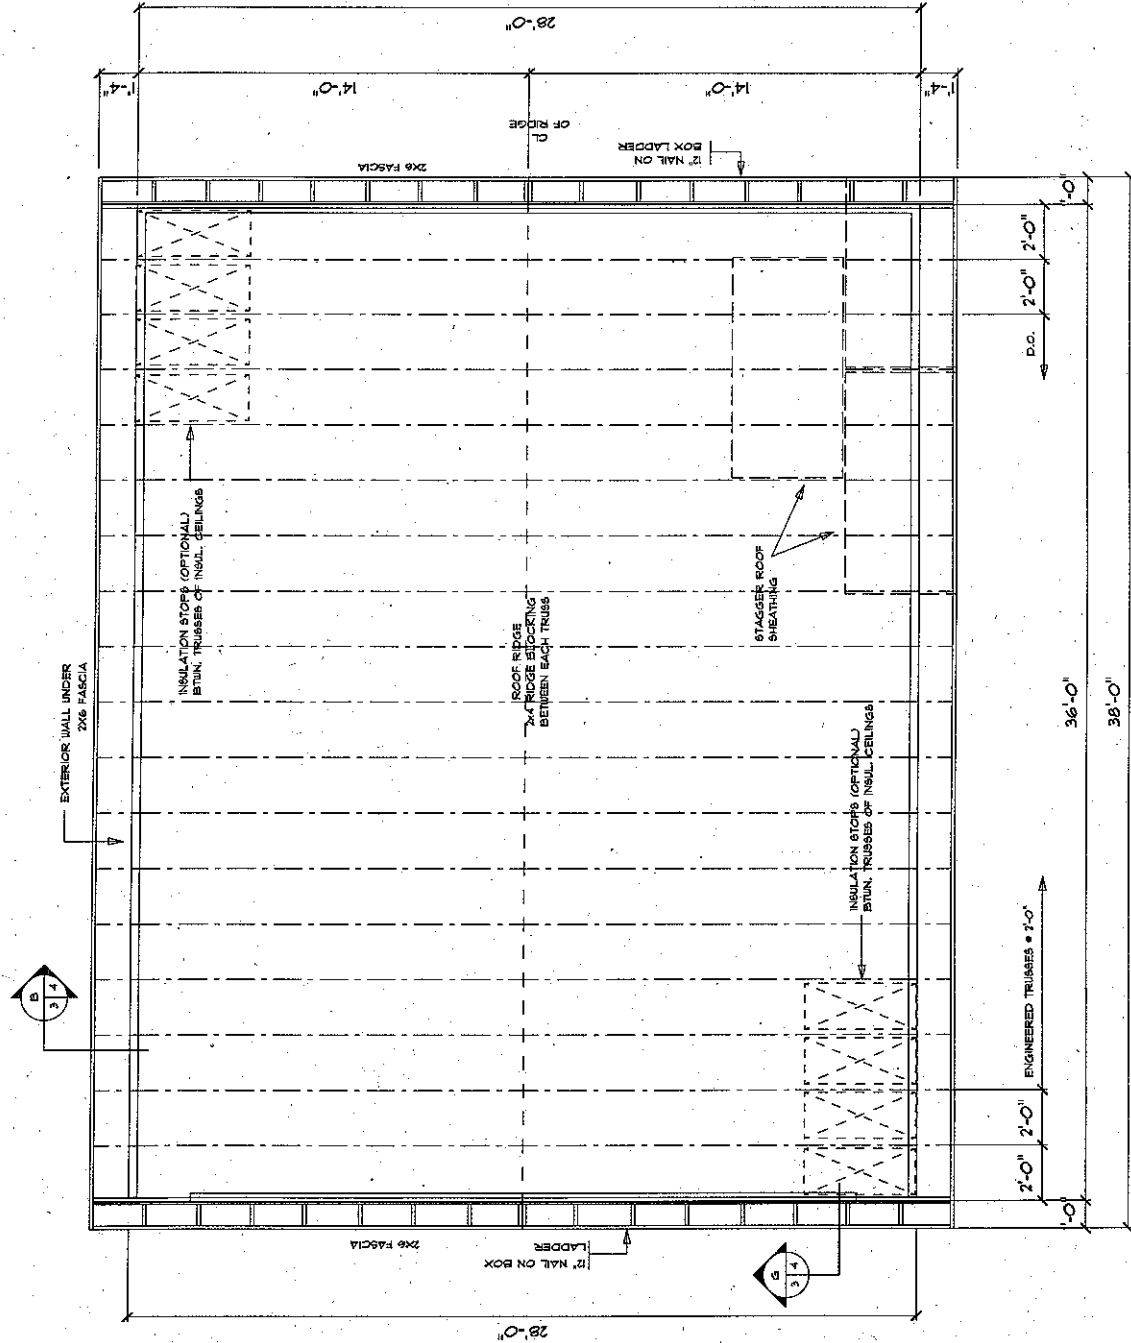 28'-0"
1'-4"
14'-0"
14'-0"
1'-4"
CL
OF RIDGE
2X6 FASCIA
12" NAIL ON
BOX LADDER
1'-0"
2'-0"
2'-0"
D.O.
INSULATION STOPS (OPTIONAL)
BTWN. TRUSSES OF INSUL. CEILINGS
STAGGER ROOF
SHEATHING
EXTERIOR WALL UNDER
2X6 FASCIA
ROOF RIDGE
2x4 RIDGE BLOCKING
BETWEEN EACH TRUSS
36'-0"
38'-0"
INSULATION STOPS (OPTIONAL)
BTWN. TRUSSES OF INSUL. CEILINGS
B
3 4
ENGINEERED TRUSSES @ 2'-0"
2'-0"
2'-0"
1'-0"
2X6 FASCIA
12" NAIL ON BOX
LADDER
G
3 4
28'-0"